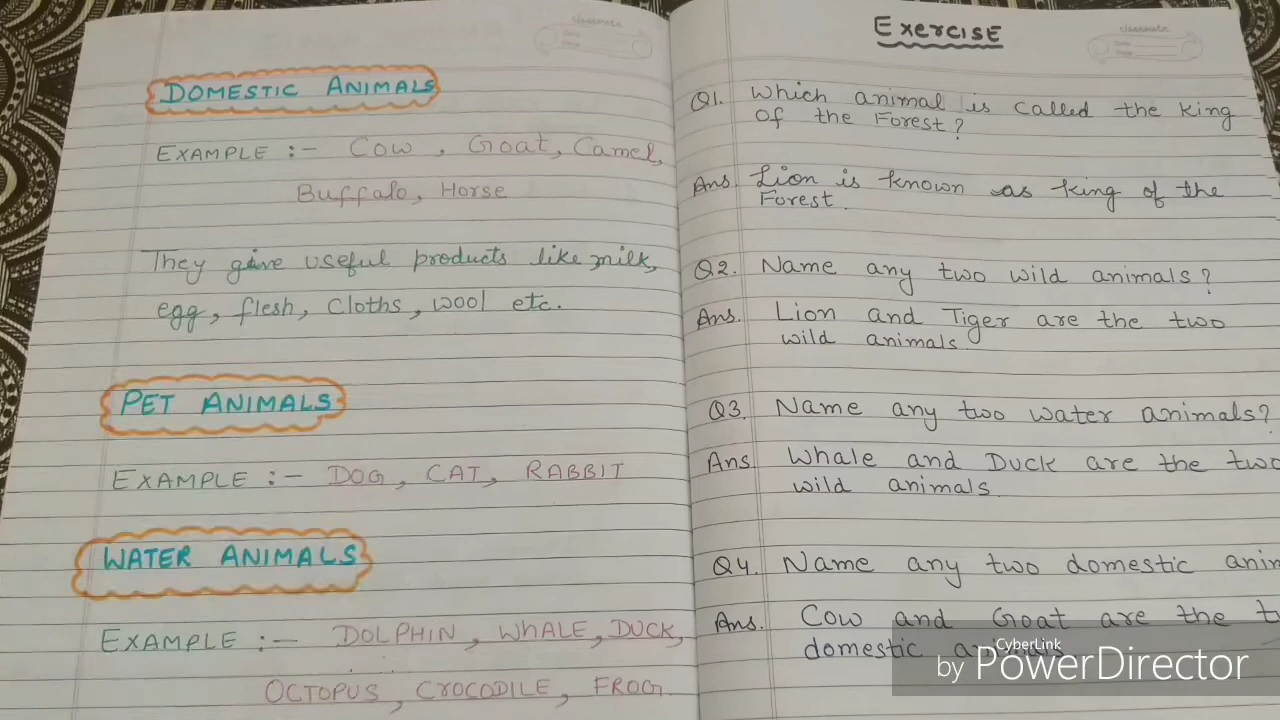 classmate
DOMESTIC ANIMALS
EXAMPLE :- Cow, Goat, Camel,
Buffalo, Horse
They give useful products like milk,
egg, flesh, Cloths, wool etc.
PET ANIMALS
EXAMPLE :- DOG, CAT, RABBIT
WATER ANIMALS
EXAMPLE :- DOLPHIN, WHALE, DUCK,
OCTOPUS, CROCODILE, FROG.
Exercise
classmate
Q1. Which animal is called the king
of the Forest?
Ans. Lion is known as king of the
Forest.
Q2. Name any two wild animals?
Ans. Lion and Tiger are the two
wild animals.
Q3. Name any two water animals?
Ans Whale and Duck are the two
wild animals.
Q4. Name any two domestic anim
Ans. Cow and Goat are the t
domestic animals
CyberLink
by PowerDirector